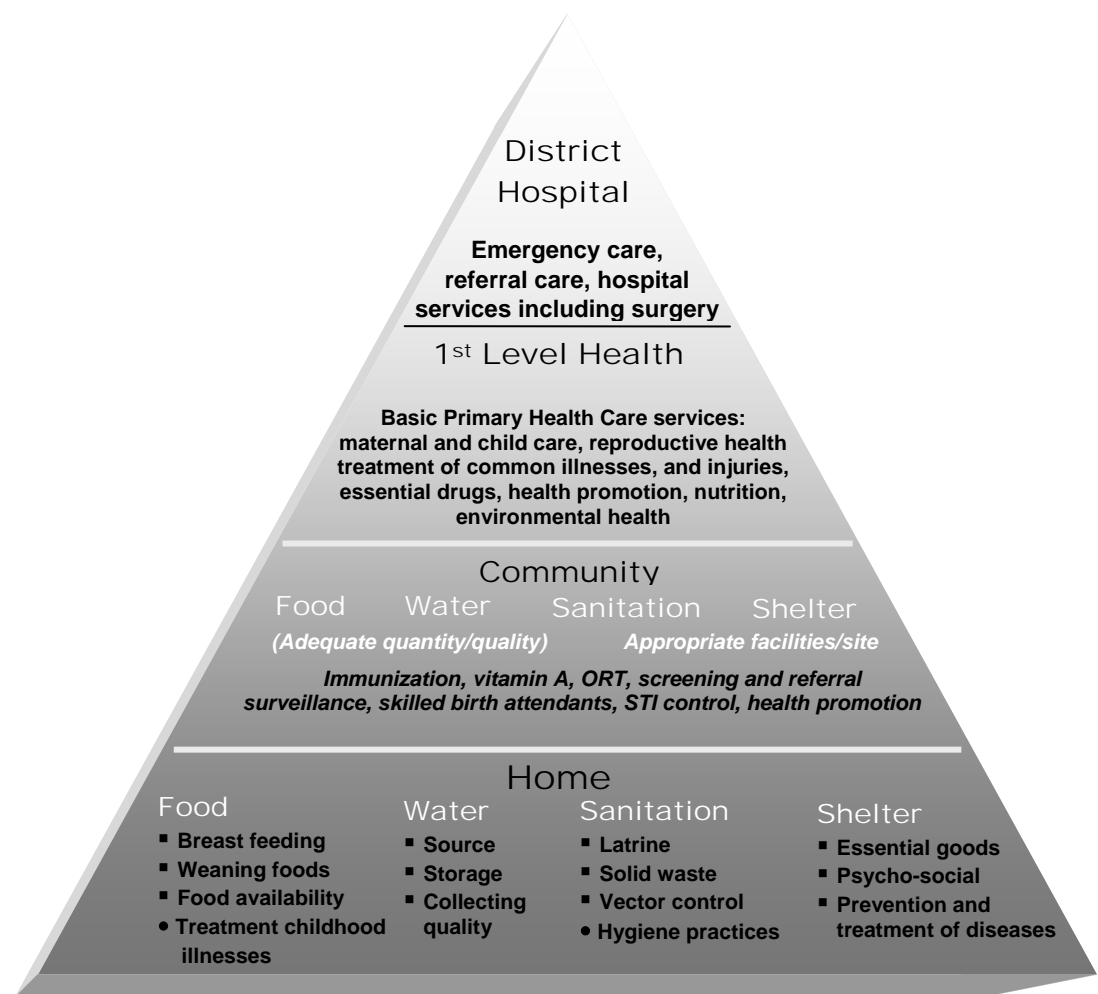 District
Hospital
Emergency care,
referral care, hospital
services including surgery
1st Level Health
Basic Primary Health Care services:
maternal and child care, reproductive health
treatment of common illnesses, and injuries,
essential drugs, health promotion, nutrition,
environmental health
Community
Food Water Sanitation Shelter
(Adequate quantity/quality) Appropriate facilities/site
Immunization, vitamin A, ORT, screening and referral
surveillance, skilled birth attendants, STI control, health promotion
Home
Food
▪ Breast feeding
▪ Weaning foods
▪ Food availability
• Treatment childhood
illnesses
Water
▪ Source
▪ Storage
▪ Collecting
quality
Sanitation
▪ Latrine
▪ Solid waste
▪ Vector control
• Hygiene practices
Shelter
▪ Essential goods
▪ Psycho-social
▪ Prevention and
treatment of diseases